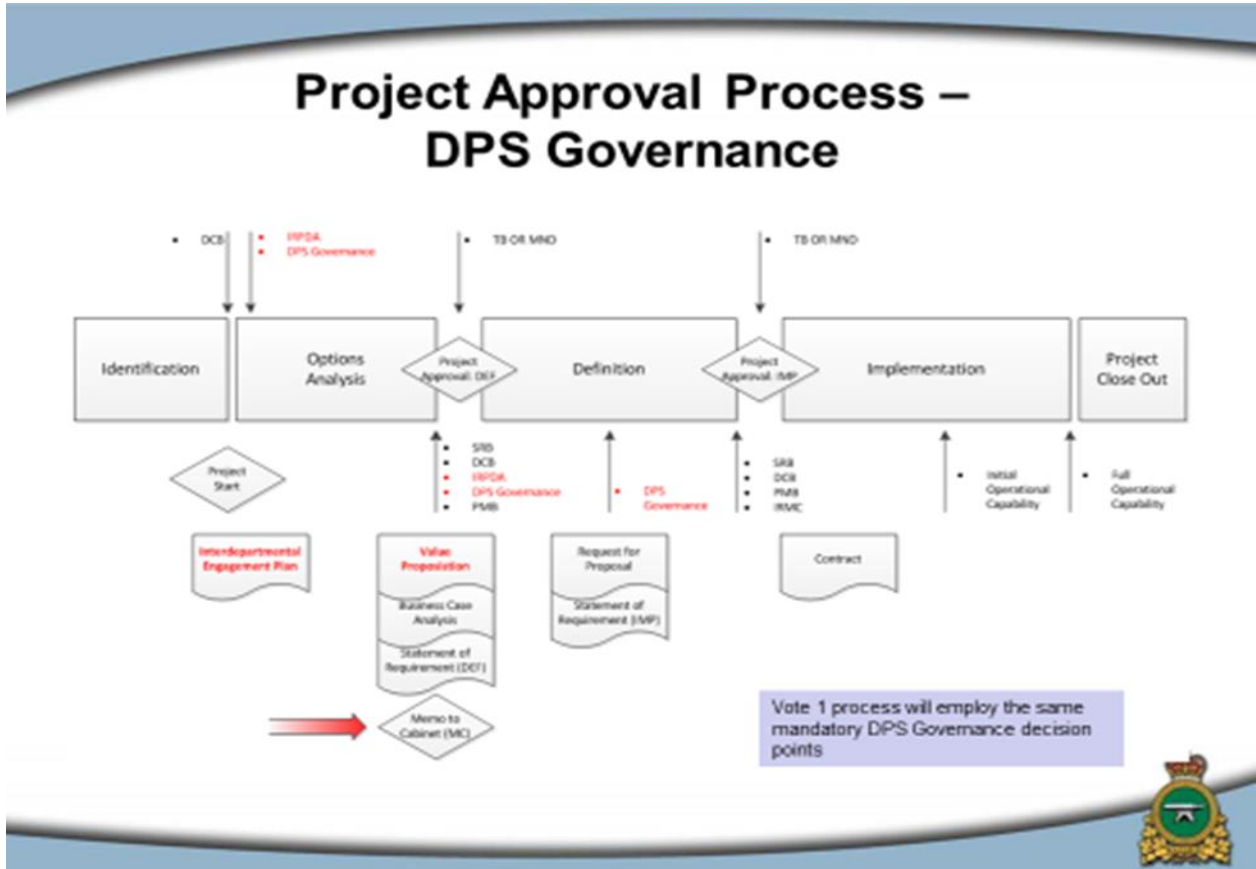 Project Approval Process –
DPS Governance
▪ DCB
▪ IRPDA
▪ DPS Governance
▪ TB OR MND
▪ TB OR MND
Identification
Options
Analysis
Project
Approval: DEF
Definition
Project
Approval: IMP
Implementation
Project
Close Out
Project
Start
▪ SRB
▪ DCB
▪ IRPDA
▪ DPS Governance
▪ PMB
▪ DPS
Governance
▪ SRB
▪ DCB
▪ PMB
▪ IRMC
▪ Initial
Operational
Capability
▪ Full
Operational
Capability
Interdepartmental
Engagement Plan
Value
Proposition
Business Case
Analysis
Statement of
Requirement (DEF)
Memo to
Cabinet (MC)
Request for
Proposal
Statement of
Requirement (IMP)
Contract
Vote 1 process will employ the same
mandatory DPS Governance decision
points